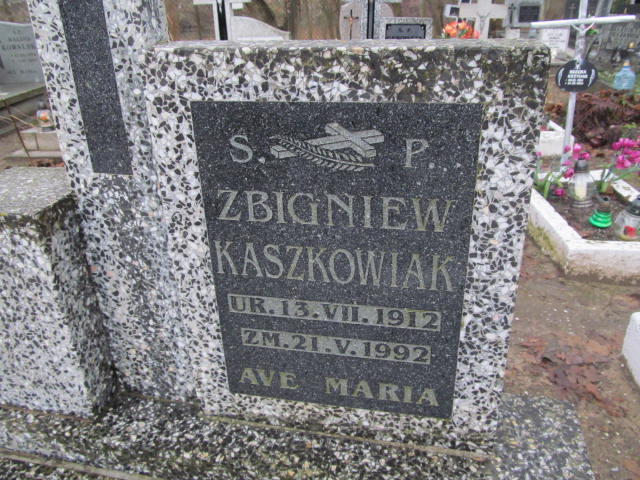 S. P.
ZBIGNIEW
KASZKOWIAK
UR. 13. VII. 1912
ZM. 21. V. 1992
AVE MARIA